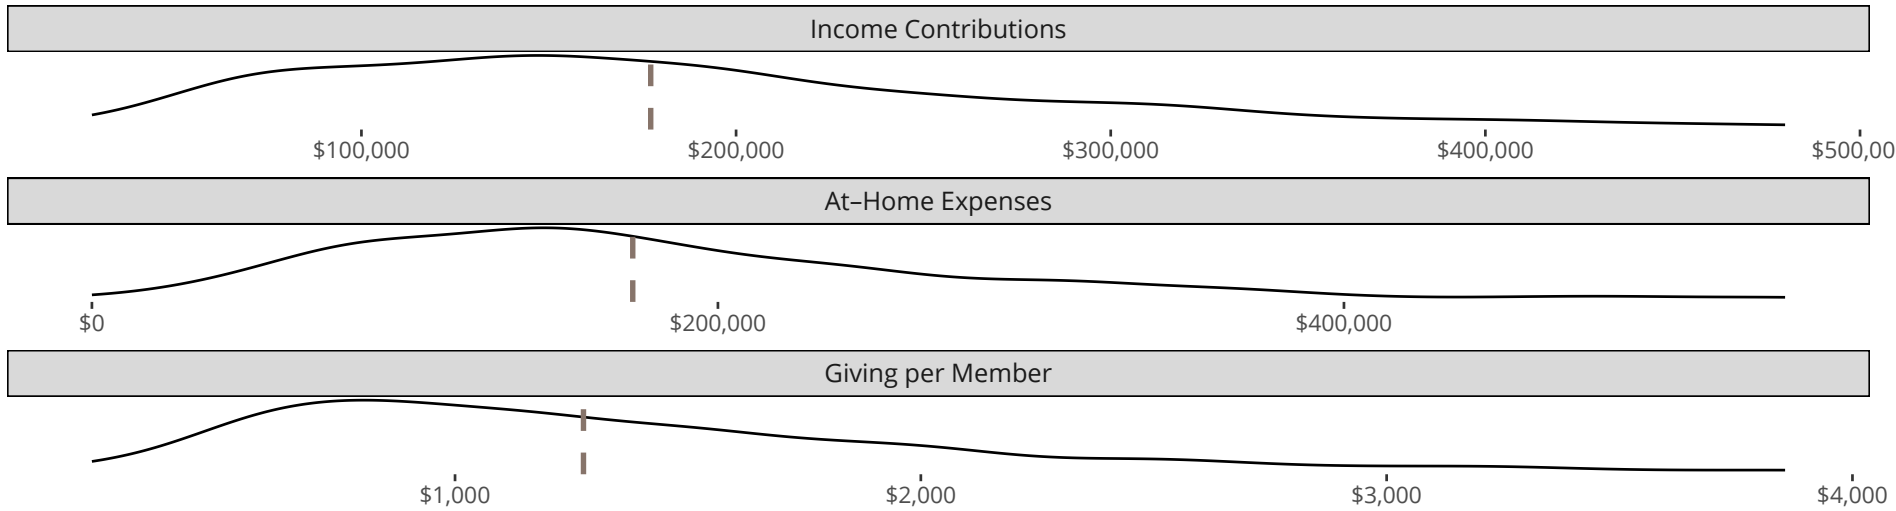 Income Contributions
$100,000 $200,000 $300,000 $400,000 $500,00
At–Home Expenses
$0 $200,000 $400,000
Giving per Member
$1,000 $2,000 $3,000 $4,000